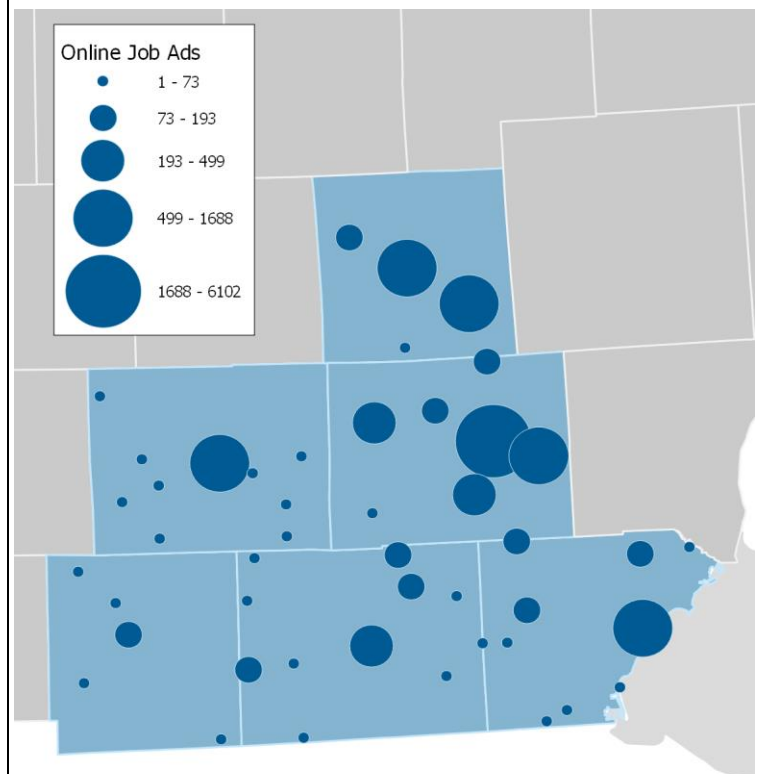 Online Job Ads
1 - 73
73 - 193
193 - 499
499 - 1688
1688 - 6102